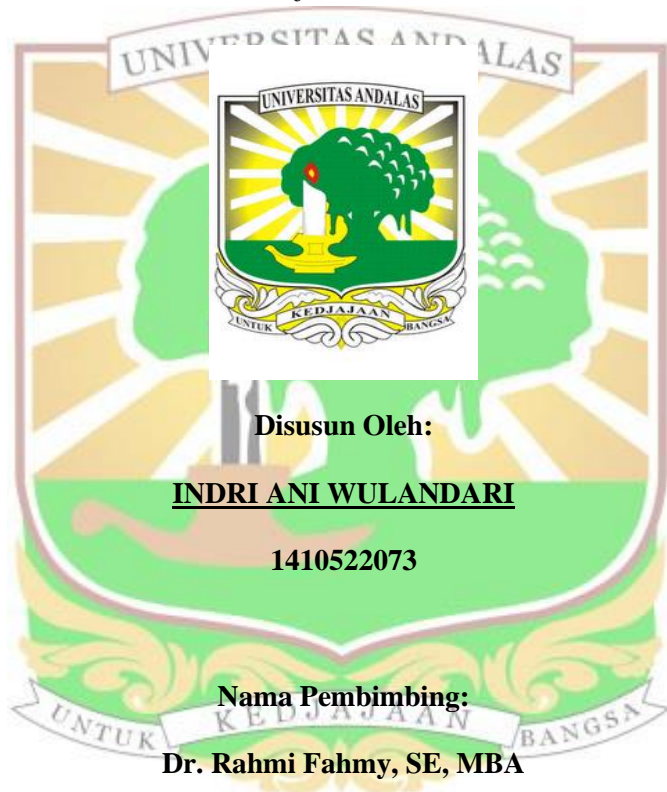 UNIVERSITAS ANDALAS
UNIVERSITAS ANDALAS
UNTUK KEDJAJAAN BANGSA
Disusun Oleh:
INDRI ANI WULANDARI
1410522073
Nama Pembimbing:
UNTUK KEDJAJAAN BANGSA
Dr. Rahmi Fahmy, SE, MBA